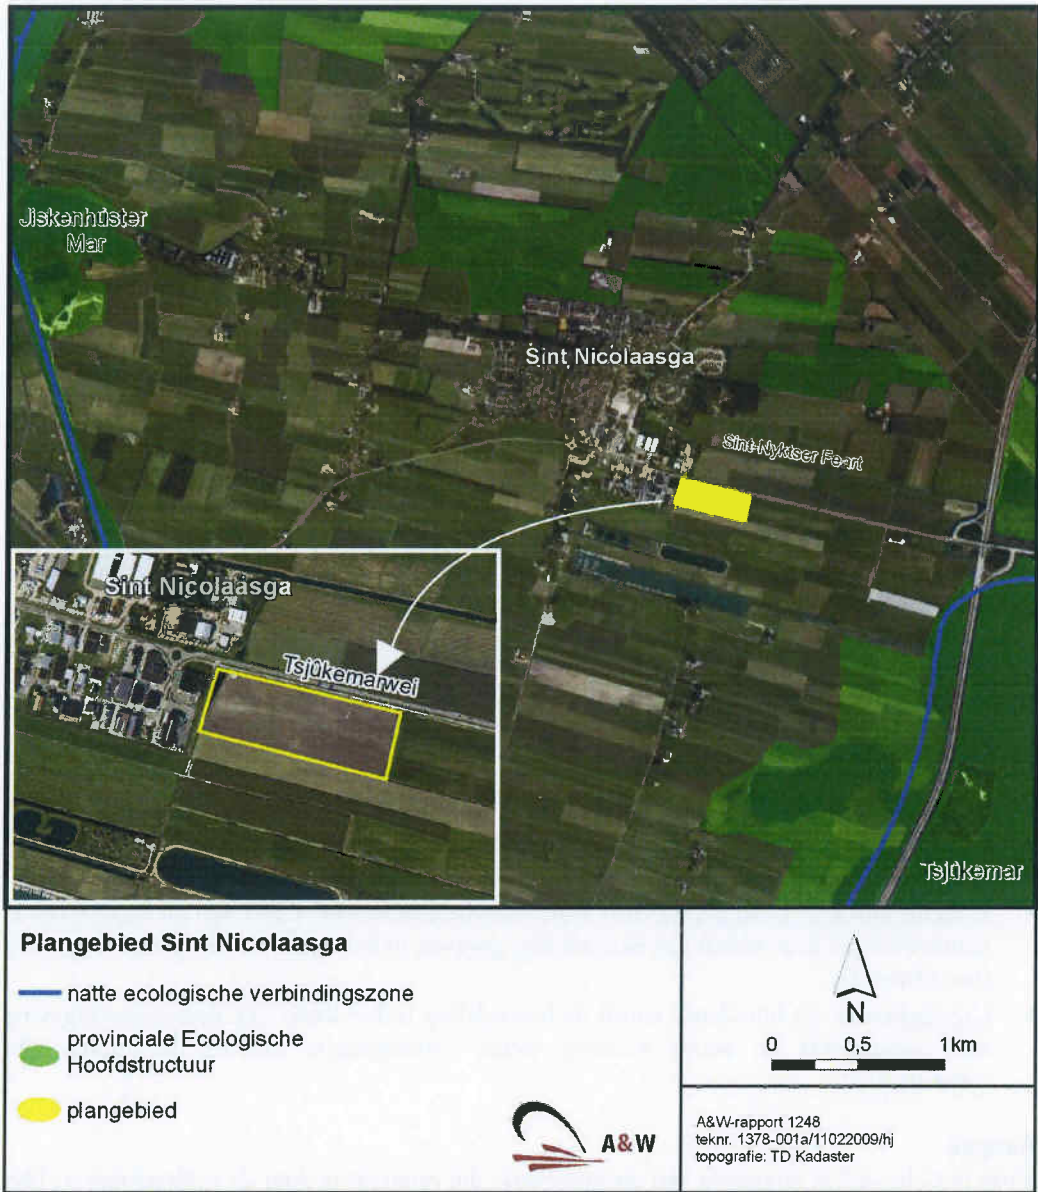 Jiskenhúster
Mar
Sint Nicolaasga
Sint-Nyktser Feart
Sint Nicolaasga
Tsjûkemarwei
Tsjûkemar
Plangebied Sint Nicolaasga
natte ecologische verbindingszone
provinciale Ecologische
Hoofdstructuur
plangebied
N
0 0,5 1km
A&W
A&W-rapport 1248
teknr. 1378-001a/11022009/hj
topografie: TD Kadaster